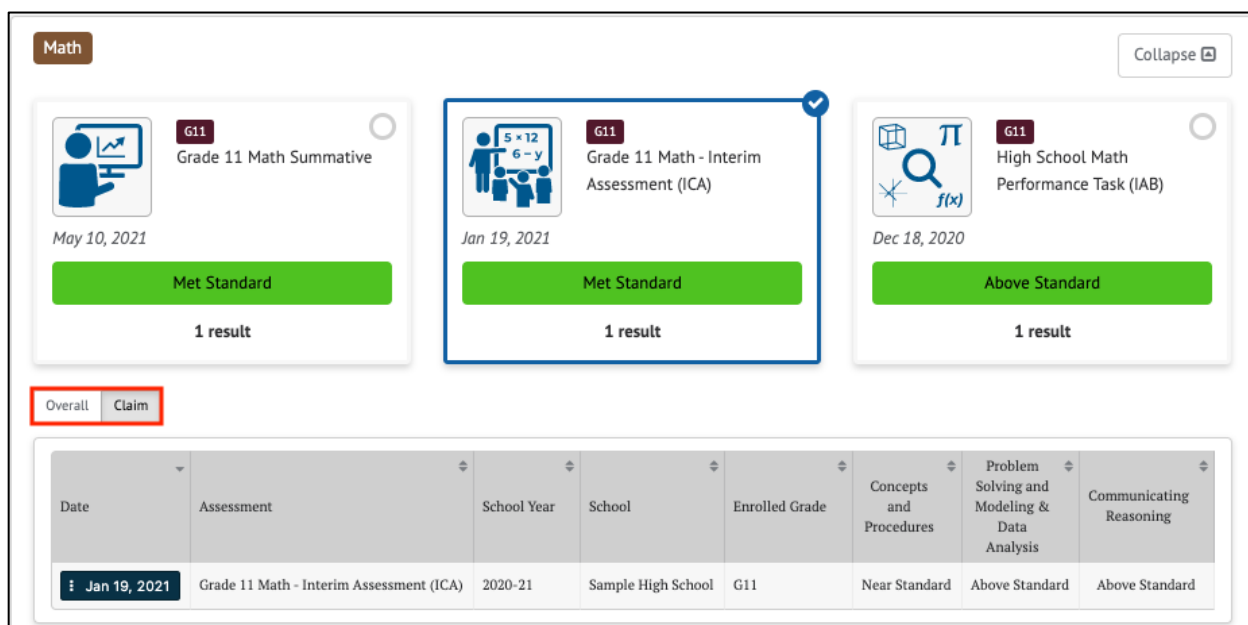 Math
Collapse
G11
Grade 11 Math Summative
May 10, 2021
Met Standard
1 result
5 × 12
6 – y
G11
Grade 11 Math - Interim
Assessment (ICA)
Jan 19, 2021
Met Standard
1 result
π
f(x)
G11
High School Math
Performance Task (IAB)
Dec 18, 2020
Above Standard
1 result
Overall Claim
Date Assessment School Year School Enrolled Grade
Concepts
and
Procedures
Problem
Solving and
Modeling &
Data
Analysis
Communicating
Reasoning
Jan 19, 2021 Grade 11 Math - Interim Assessment (ICA) 2020-21 Sample High School G11 Near Standard Above Standard Above Standard